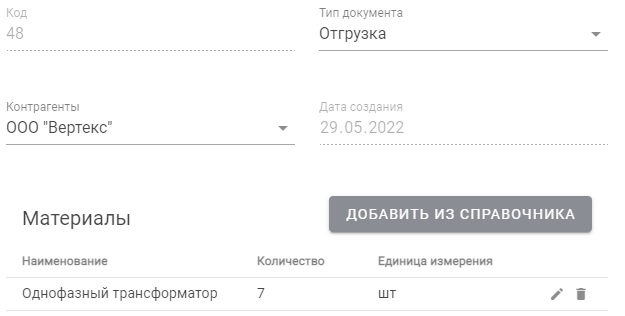 Код
Тип документа
48
Отгрузка
Контрагенты
Дата создания
ООО "Вертекс"
29.05.2022
Материалы
ДОБАВИТЬ ИЗ СПРАВОЧНИКА
Наименование Количество Единица измерения
Однофазный трансформатор 7 шт